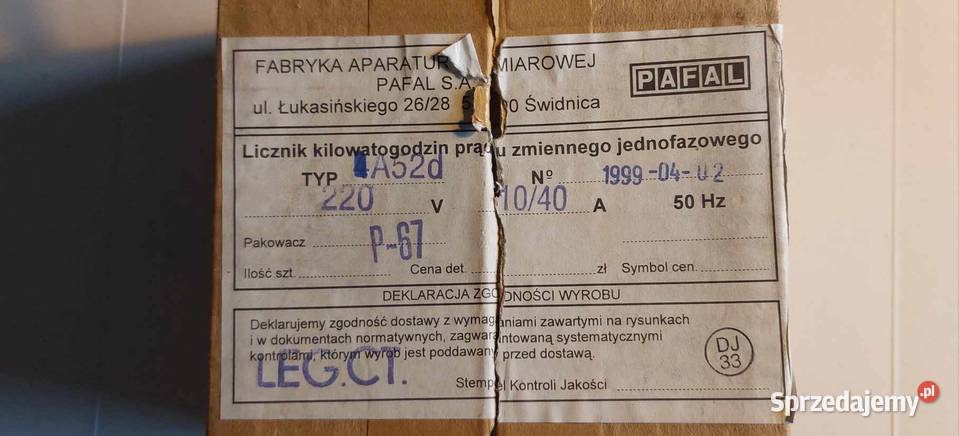 FABRYKA APARATUR MIAROWEJ
PAFAL S.A
PAFAL
ul. Łukasińskiego 26/28 5 00 Świdnica
Licznik kilowatogodzin prądu zmiennego jednofazowego
TYP A52d Nº 1999-04-02
220 V 10/40 A 50 Hz
Pakowacz P-67
Ilość szt. Cena det. zł Symbol cen.
DEKLARACJA ZGODNOŚCI WYROBU
Deklarujemy zgodność dostawy z wymaganiami zawartymi na rysunkach
i w dokumentach normatywnych, zagwarantowaną systematycznymi
kontrolami, którym wyrób jest poddawany przed dostawą.
LEG.CT.
DJ
33
Stempel Kontroli Jakości
Sprzedajemy.pl